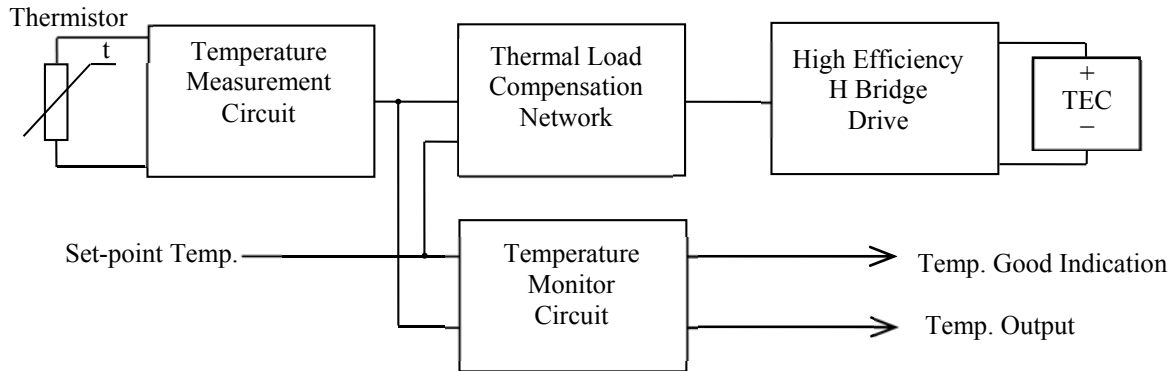 Thermistor
t
Temperature
Measurement
Circuit
Thermal Load
Compensation
Network
High Efficiency
H Bridge
Drive
+
TEC
−
Set-point Temp.
Temperature
Monitor
Circuit
Temp. Good Indication
Temp. Output